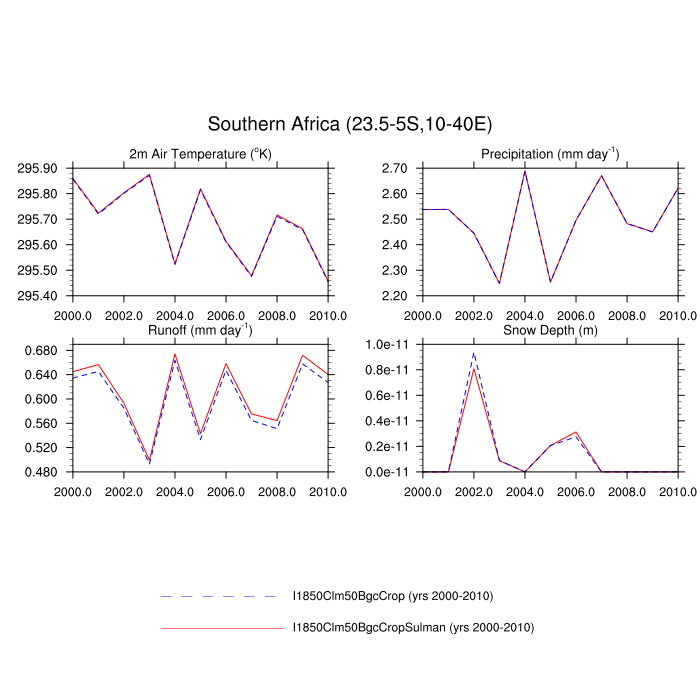 Southern Africa (23.5-5S,10-40E)
2m Air Temperature (°K)
295.90
295.80
295.70
295.60
295.50
295.40
2000.0 2002.0 2004.0 2006.0 2008.0 2010.0
Precipitation (mm day-1)
2.70
2.60
2.50
2.40
2.30
2.20
2000.0 2002.0 2004.0 2006.0 2008.0 2010.0
Runoff (mm day-1)
0.680
0.640
0.600
0.560
0.520
0.480
2000.0 2002.0 2004.0 2006.0 2008.0 2010.0
Snow Depth (m)
1.0e-11
0.8e-11
0.6e-11
0.4e-11
0.2e-11
0.0e-11
2000.0 2002.0 2004.0 2006.0 2008.0 2010.0
I1850Clm50BgcCrop (yrs 2000-2010)
I1850Clm50BgcCropSulman (yrs 2000-2010)